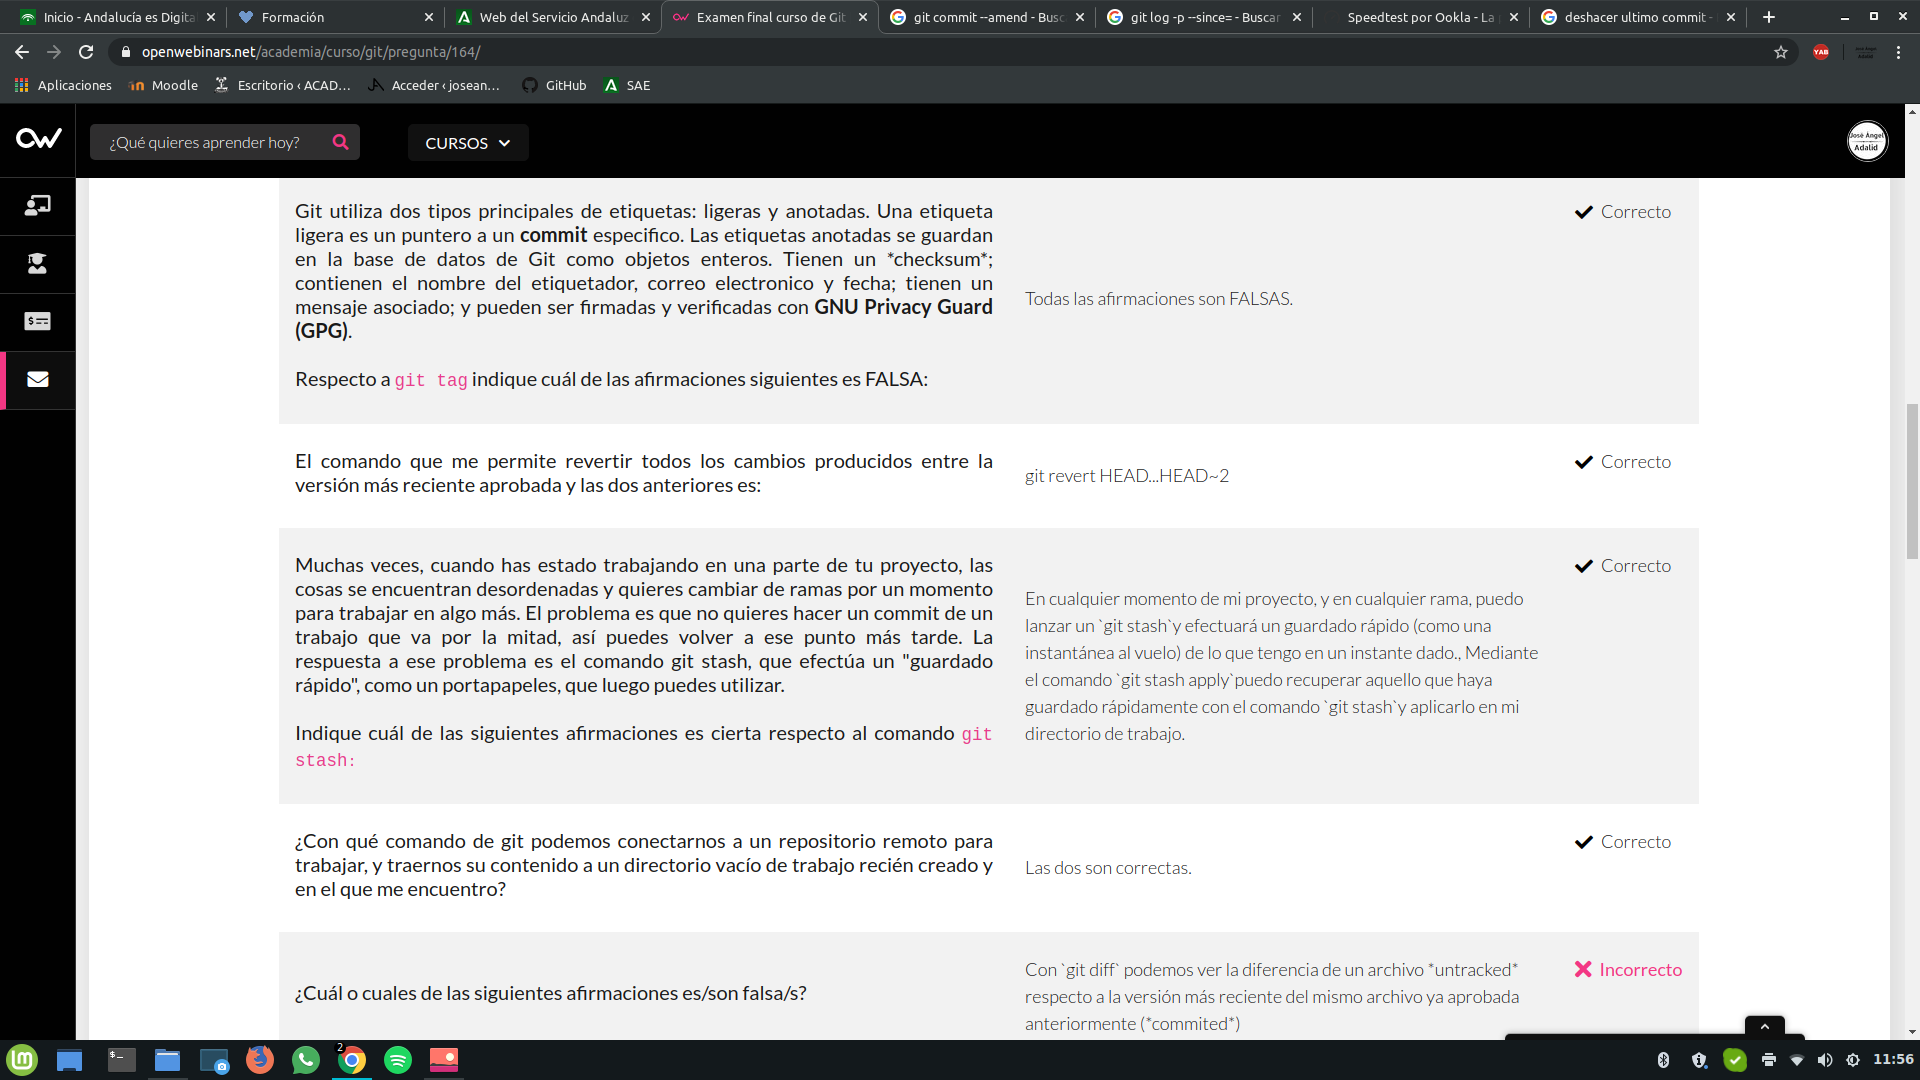 Inicio - Andalucía es Digita
Formación
Web del Servicio Andaluz
Examen final curso de Git
git commit --amend - Busc
git log -p --since= - Buscar
Speedtest por Ookla - La
deshacer ultimo commit -
openwebinars.net/academia/curso/git/pregunta/164/
YAB
Aplicaciones
Moodle
Escritorio ‹ ACAD...
Acceder ‹ josean...
GitHub
SAE
¿Qué quieres aprender hoy?
CURSOS
José Ángel
Adalid
Git utiliza dos tipos principales de etiquetas: ligeras y anotadas. Una etiqueta
ligera es un puntero a un commit especifico. Las etiquetas anotadas se guardan
en la base de datos de Git como objetos enteros. Tienen un *checksum*;
contienen el nombre del etiquetador, correo electronico y fecha; tienen un
mensaje asociado; y pueden ser firmadas y verificadas con GNU Privacy Guard
(GPG).
Respecto a git tag indique cuál de las afirmaciones siguientes es FALSA:
Todas las afirmaciones son FALSAS.
Correcto
El comando que me permite revertir todos los cambios producidos entre la
versión más reciente aprobada y las dos anteriores es:
git revert HEAD...HEAD~2
Correcto
Muchas veces, cuando has estado trabajando en una parte de tu proyecto, las
cosas se encuentran desordenadas y quieres cambiar de ramas por un momento
para trabajar en algo más. El problema es que no quieres hacer un commit de un
trabajo que va por la mitad, así puedes volver a ese punto más tarde. La
respuesta a ese problema es el comando git stash, que efectúa un "guardado
rápido", como un portapapeles, que luego puedes utilizar.
Indique cuál de las siguientes afirmaciones es cierta respecto al comando git
stash:
En cualquier momento de mi proyecto, y en cualquier rama, puedo
lanzar un `git stash`y efectuará un guardado rápido (como una
instantánea al vuelo) de lo que tengo en un instante dado., Mediante
el comando `git stash apply`puedo recuperar aquello que haya
guardado rápidamente con el comando `git stash`y aplicarlo en mi
directorio de trabajo.
Correcto
¿Con qué comando de git podemos conectarnos a un repositorio remoto para
trabajar, y traernos su contenido a un directorio vacío de trabajo recién creado y
en el que me encuentro?
Las dos son correctas.
Correcto
¿Cuál o cuales de las siguientes afirmaciones es/son falsa/s?
Con `git diff` podemos ver la diferencia de un archivo *untracked*
respecto a la versión más reciente del mismo archivo ya aprobada
anteriormente (*commited*)
Incorrecto
2
11:56